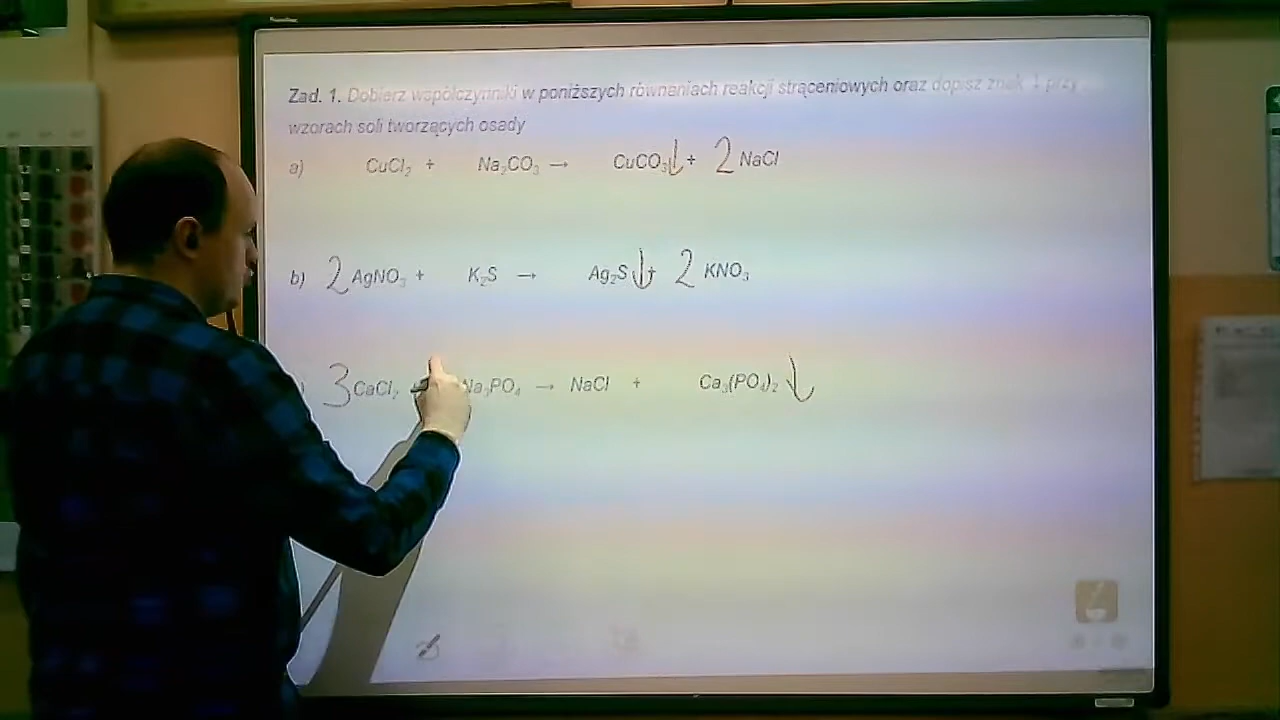 Zad. 1. Dobierz współczynniki w poniższych równaniach reakcji strąceniowych oraz dopisz znak ↓ przy
wzorach soli tworzących osady
a) CuCl₂ + Na₂CO₃ → CuCO₃↓ + 2 NaCl
b) 2 AgNO₃ + K₂S → Ag₂S↓ + 2 KNO₃
) 3 CaCl₂ Na₃PO₄ → NaCl + Ca₃(PO₄)₂ ↓